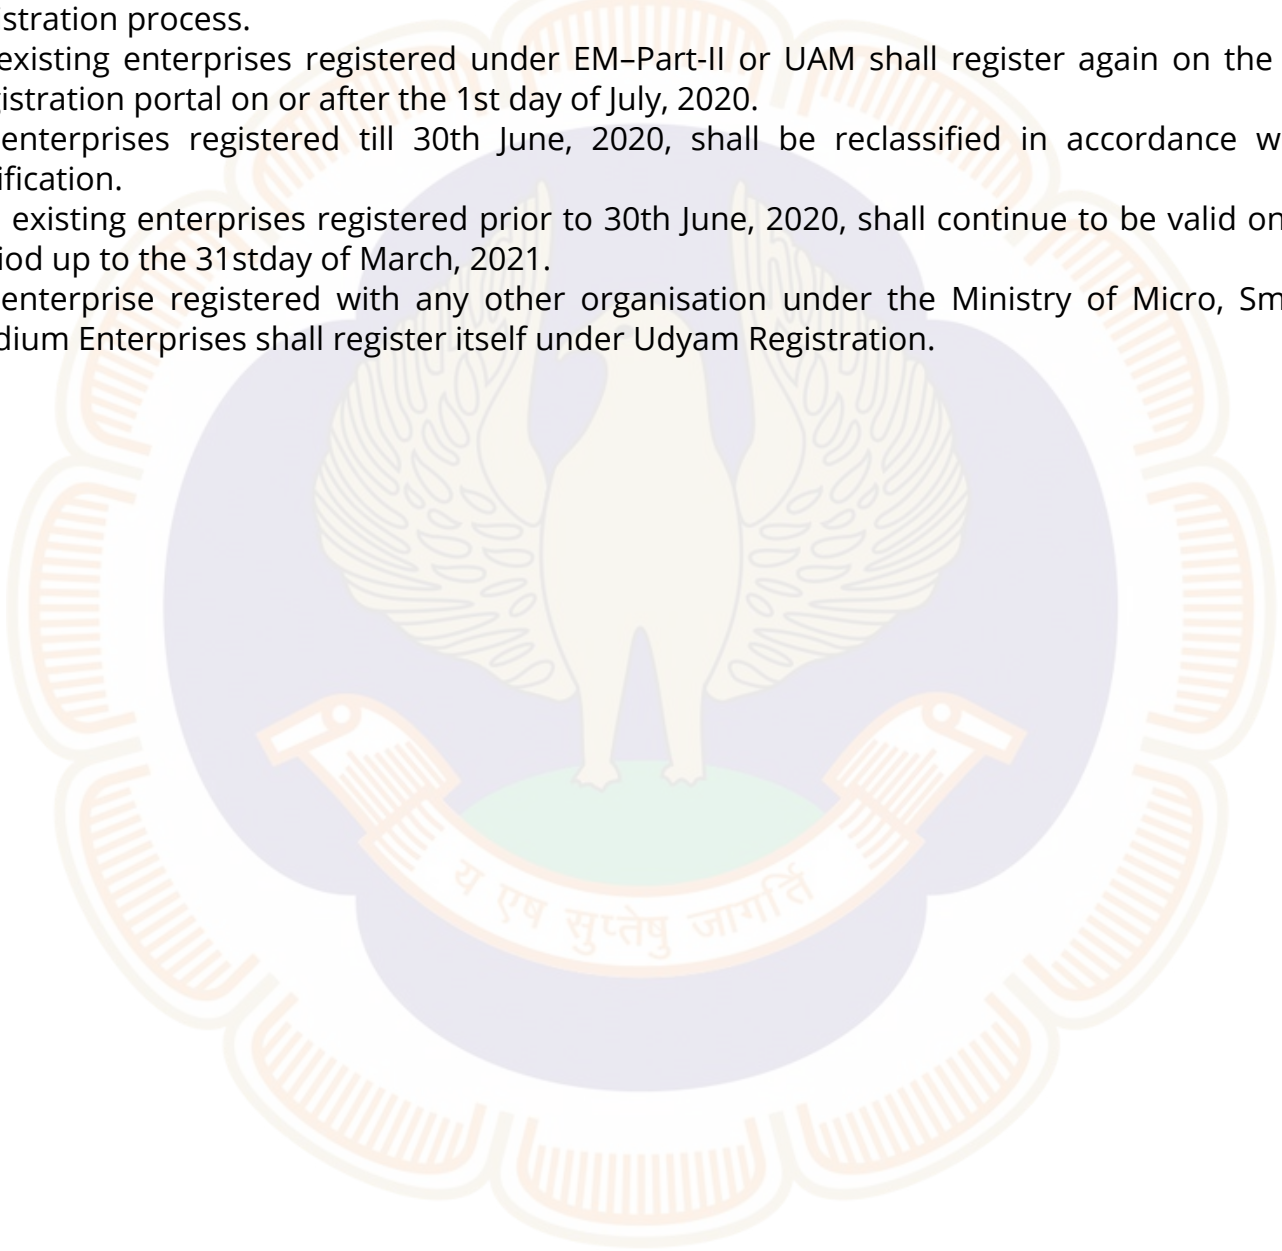 istration process.
existing enterprises registered under EM–Part-II or UAM shall register again on the
gistration portal on or after the 1st day of July, 2020.
enterprises registered till 30th June, 2020, shall be reclassified in accordance w
ification.
existing enterprises registered prior to 30th June, 2020, shall continue to be valid on
iod up to the 31stday of March, 2021.
enterprise registered with any other organisation under the Ministry of Micro, Sm
dium Enterprises shall register itself under Udyam Registration.
य एष सुप्तेषु जागर्ति